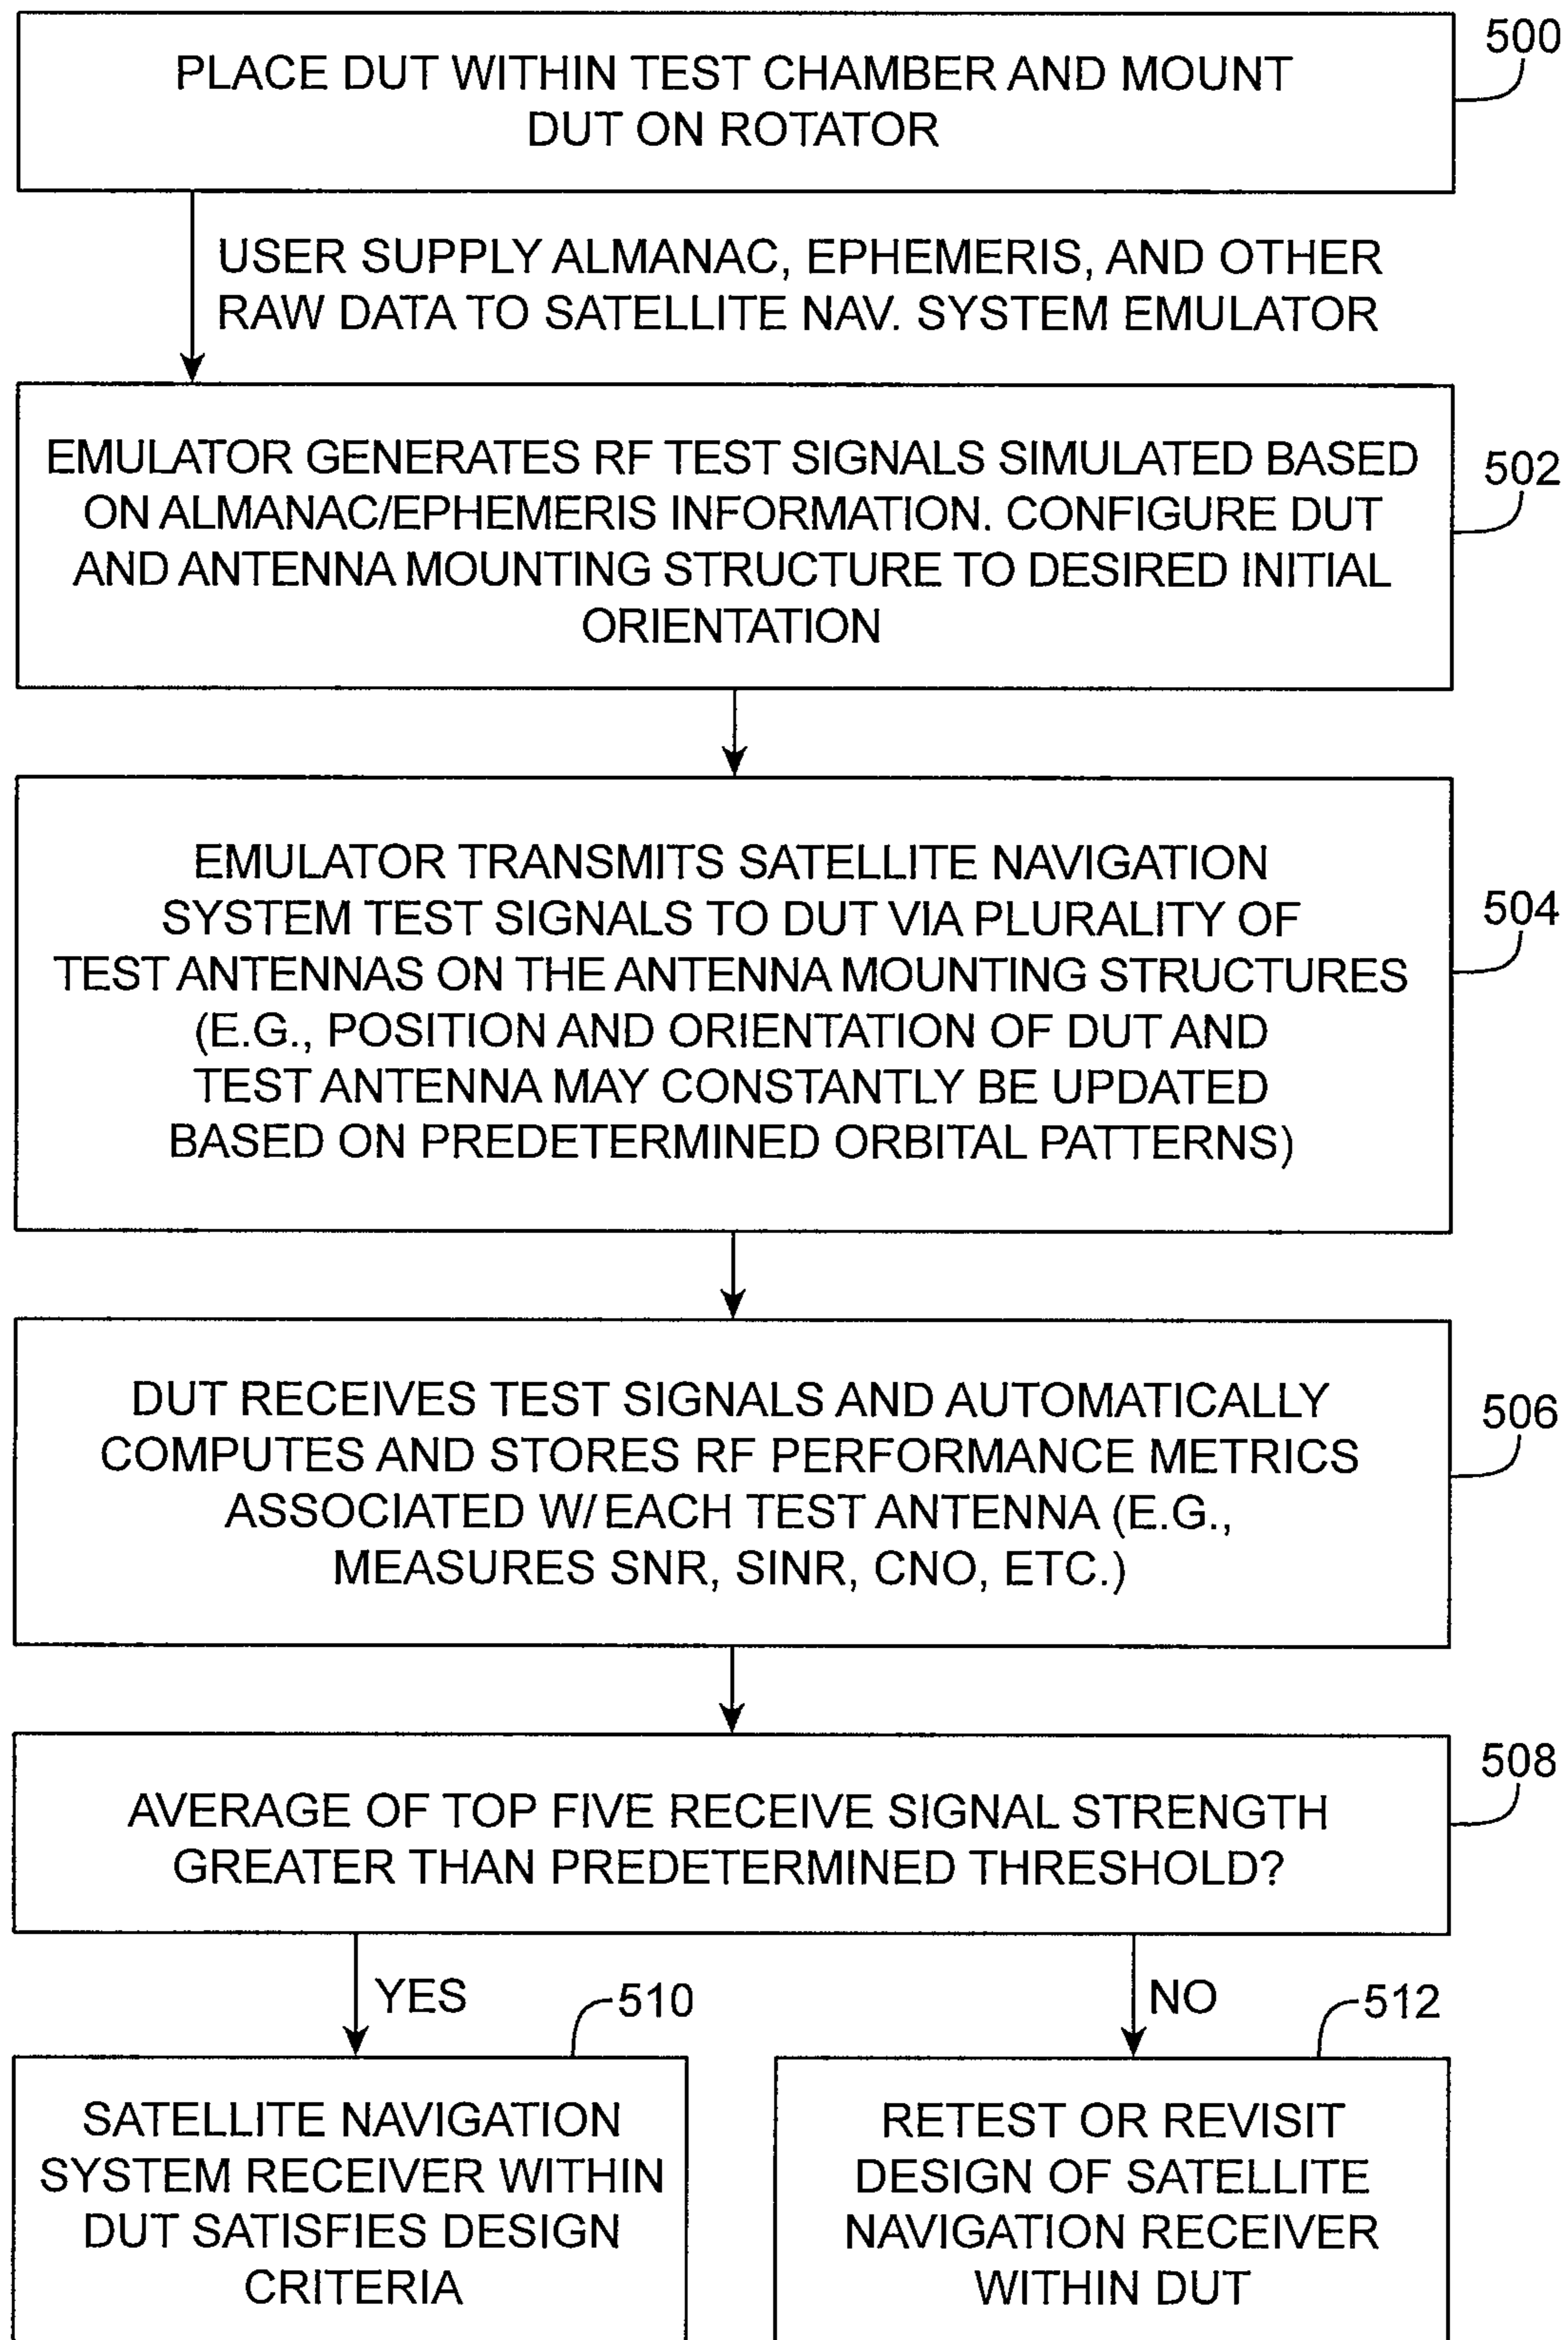 500
PLACE DUT WITHIN TEST CHAMBER AND MOUNT
DUT ON ROTATOR
USER SUPPLY ALMANAC, EPHEMERIS, AND OTHER
RAW DATA TO SATELLITE NAV. SYSTEM EMULATOR
EMULATOR GENERATES RF TEST SIGNALS SIMULATED BASED
ON ALMANAC/EPHEMERIS INFORMATION. CONFIGURE DUT
AND ANTENNA MOUNTING STRUCTURE TO DESIRED INITIAL
ORIENTATION
502
EMULATOR TRANSMITS SATELLITE NAVIGATION
SYSTEM TEST SIGNALS TO DUT VIA PLURALITY OF
TEST ANTENNAS ON THE ANTENNA MOUNTING STRUCTURES
(E.G., POSITION AND ORIENTATION OF DUT AND
TEST ANTENNA MAY CONSTANTLY BE UPDATED
BASED ON PREDETERMINED ORBITAL PATTERNS)
504
DUT RECEIVES TEST SIGNALS AND AUTOMATICALLY
COMPUTES AND STORES RF PERFORMANCE METRICS
ASSOCIATED W/EACH TEST ANTENNA (E.G.,
MEASURES SNR, SINR, CNO, ETC.)
506
508
AVERAGE OF TOP FIVE RECEIVE SIGNAL STRENGTH
GREATER THAN PREDETERMINED THRESHOLD?
YES
510
NO
512
SATELLITE NAVIGATION
SYSTEM RECEIVER WITHIN
DUT SATISFIES DESIGN
CRITERIA
RETEST OR REVISIT
DESIGN OF SATELLITE
NAVIGATION RECEIVER
WITHIN DUT